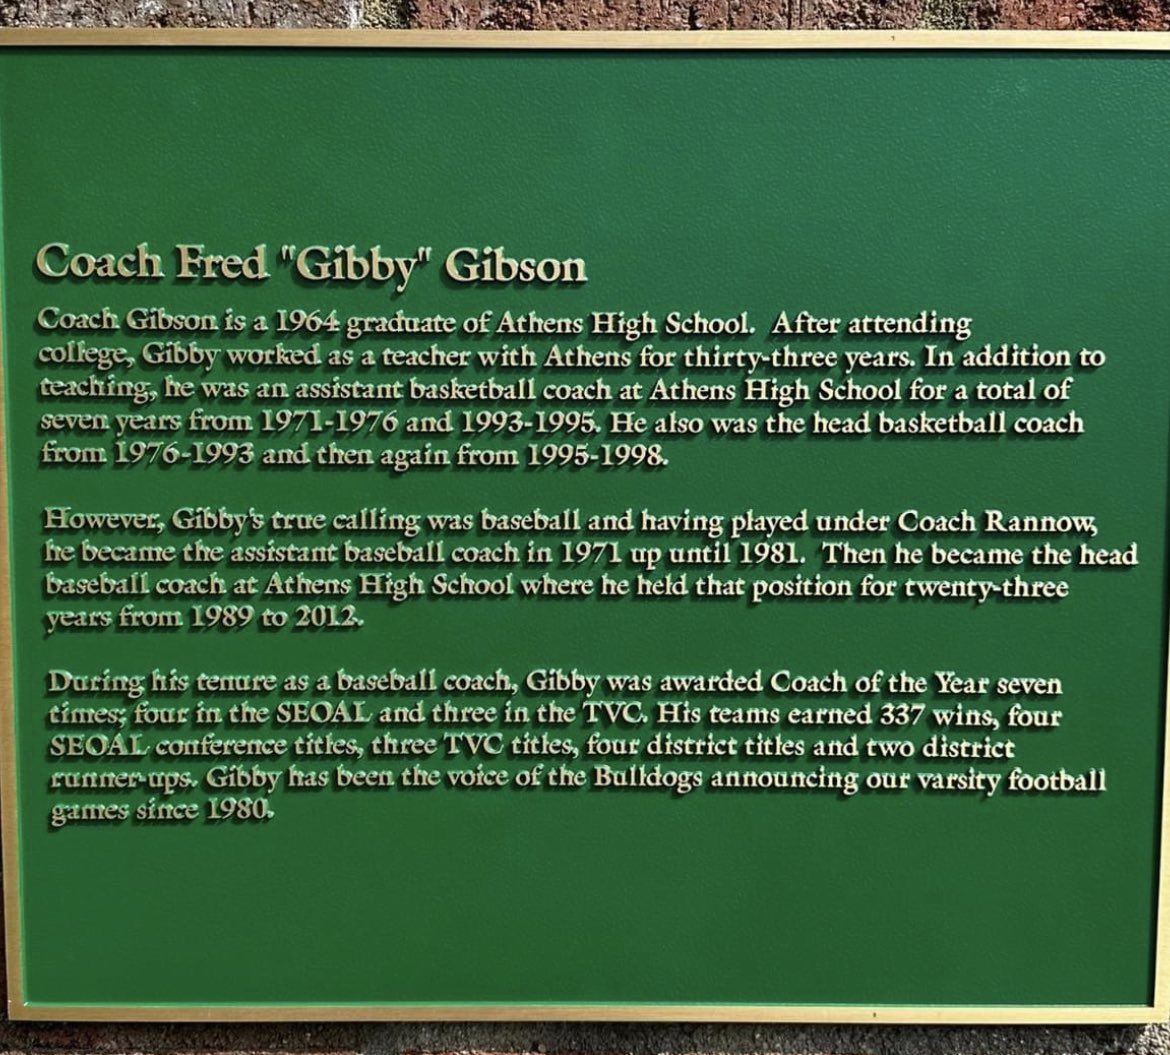 Coach Fred "Gibby" Gibson
Coach Gibson is a 1964 graduate of Athens High School. After attending
college, Gibby worked as a teacher with Athens for thirty-three years. In addition to
teaching, he was an assistant basketball coach at Athens High School for a total of
seven years from 1971-1976 and 1993-1995. He also was the head basketball coach
from 1976-1993 and then again from 1995-1998.
However, Gibby's true calling was baseball and having played under Coach Rannow,
he became the assistant baseball coach in 1971 up until 1981. Then he became the head
baseball coach at Athens High School where he held that position for twenty-three
years from 1989 to 2012.
During his tenure as a baseball coach, Gibby was awarded Coach of the Year seven
times; four in the SEOAL and three in the TVC. His teams earned 337 wins, four
SEOAL conference titles, three TVC titles, four district titles and two district
runner-ups. Gibby has been the voice of the Bulldogs announcing our varsity football
games since 1980.